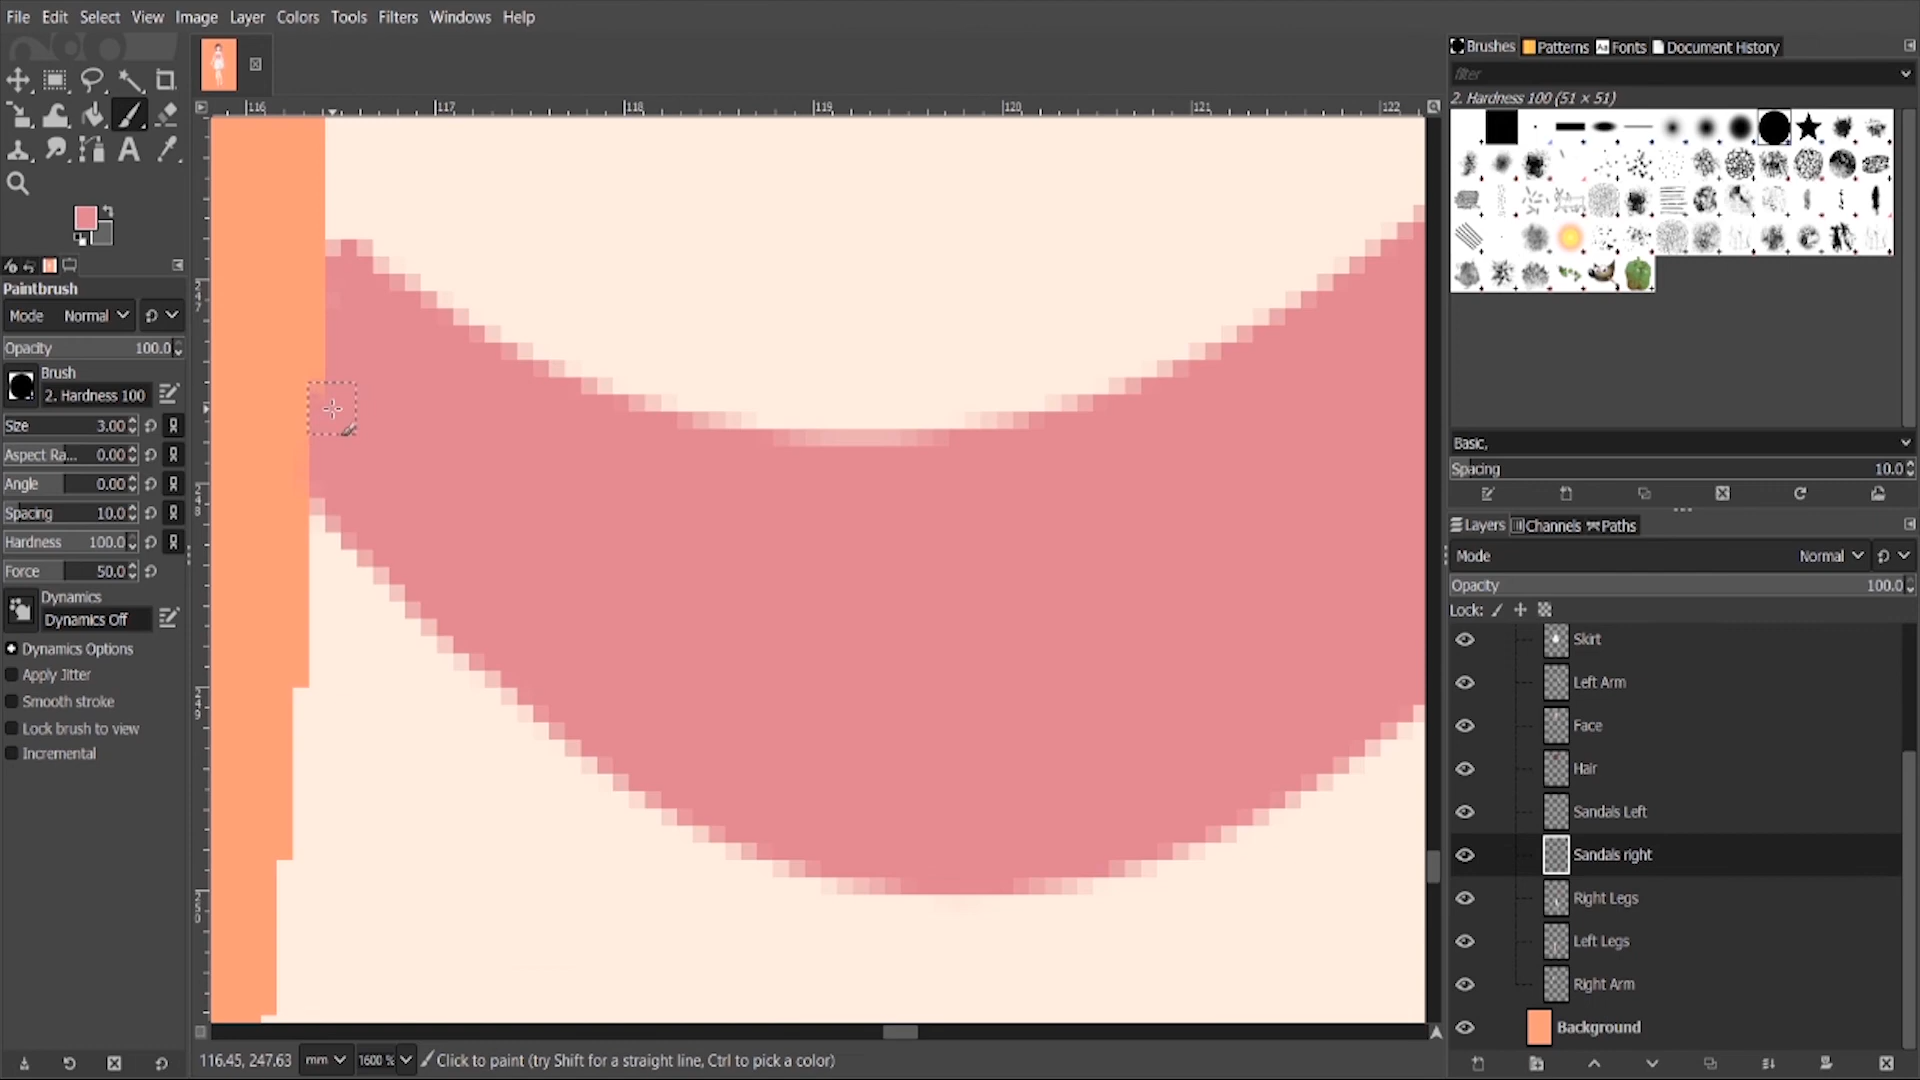 File Edit Select View Image Layer Colors Tools Filters Windows Help
Brushes Patterns Aa Fonts Document History
filter
2. Hardness 100 (51 × 51)
116 117 118 119 120 121 122
247
248
249
250
Paintbrush
Mode Normal
Opacity 100.0
Brush
2. Hardness 100
Size 3.00
Aspect Ra... 0.00
Angle 0.00
Spacing 10.0
Hardness 100.0
Force 50.0
Dynamics
Dynamics Off
Dynamics Options
Apply Jitter
Smooth stroke
Lock brush to view
Incremental
Basic,
Spacing 10.0
Layers Channels Paths
Mode Normal
Opacity 100.0
Lock:
Skirt
Left Arm
Face
Hair
Sandals Left
Sandals right
Right Legs
Left Legs
Right Arm
Background
116.45, 247.63 mm 1600 % Click to paint (try Shift for a straight line, Ctrl to pick a color)